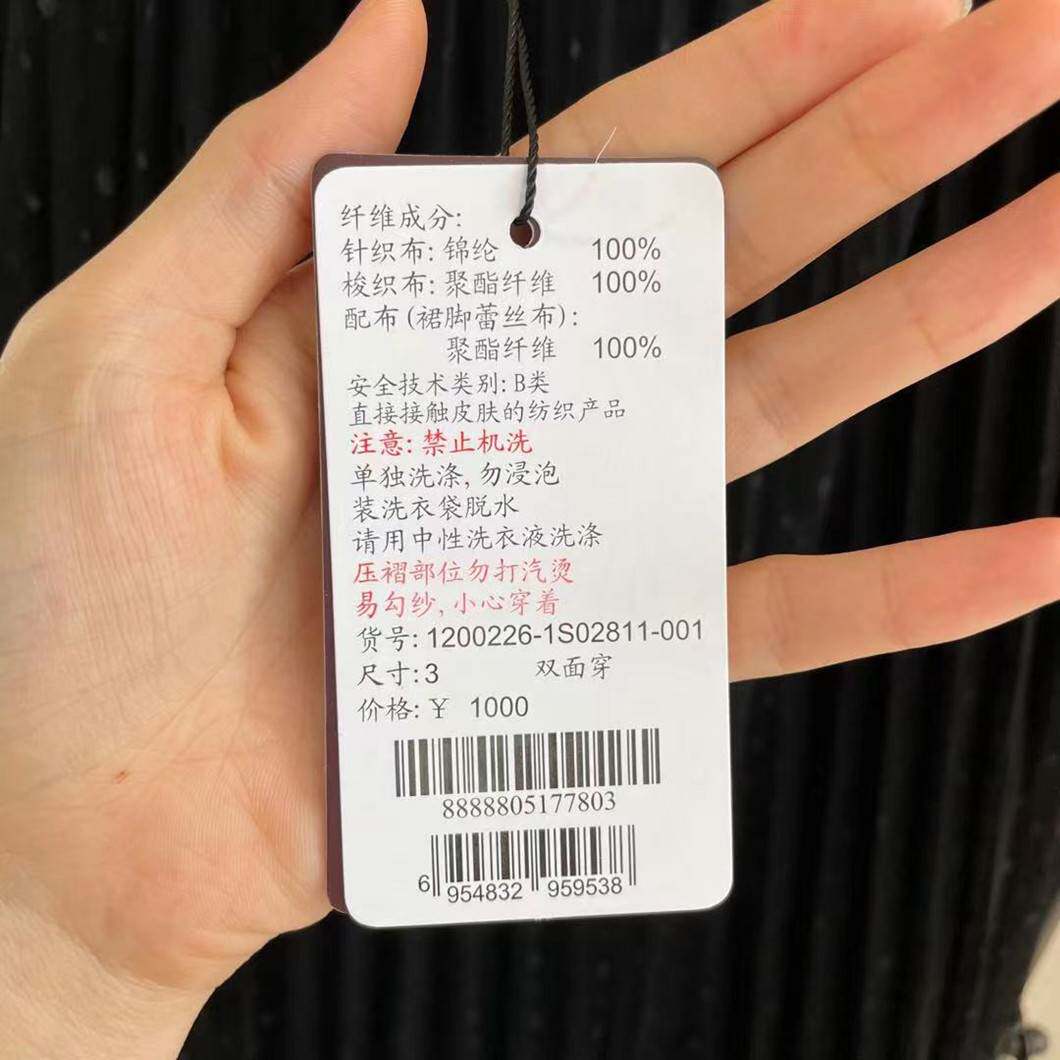 纤维成分:
针织布: 锦纶 100%
梭织布: 聚酯纤维 100%
配布 (裙脚蕾丝布):
聚酯纤维 100%
安全技术类别: B类
直接接触皮肤的纺织产品
注意: 禁止机洗
单独洗涤, 勿浸泡
装洗衣袋脱水
请用中性洗衣液洗涤
压褶部位勿打汽烫
易勾纱, 小心穿着
货号: 1200226-1S02811-001
尺寸: 3 双面穿
价格: ￥ 1000
8888805177803
6 954832 959538